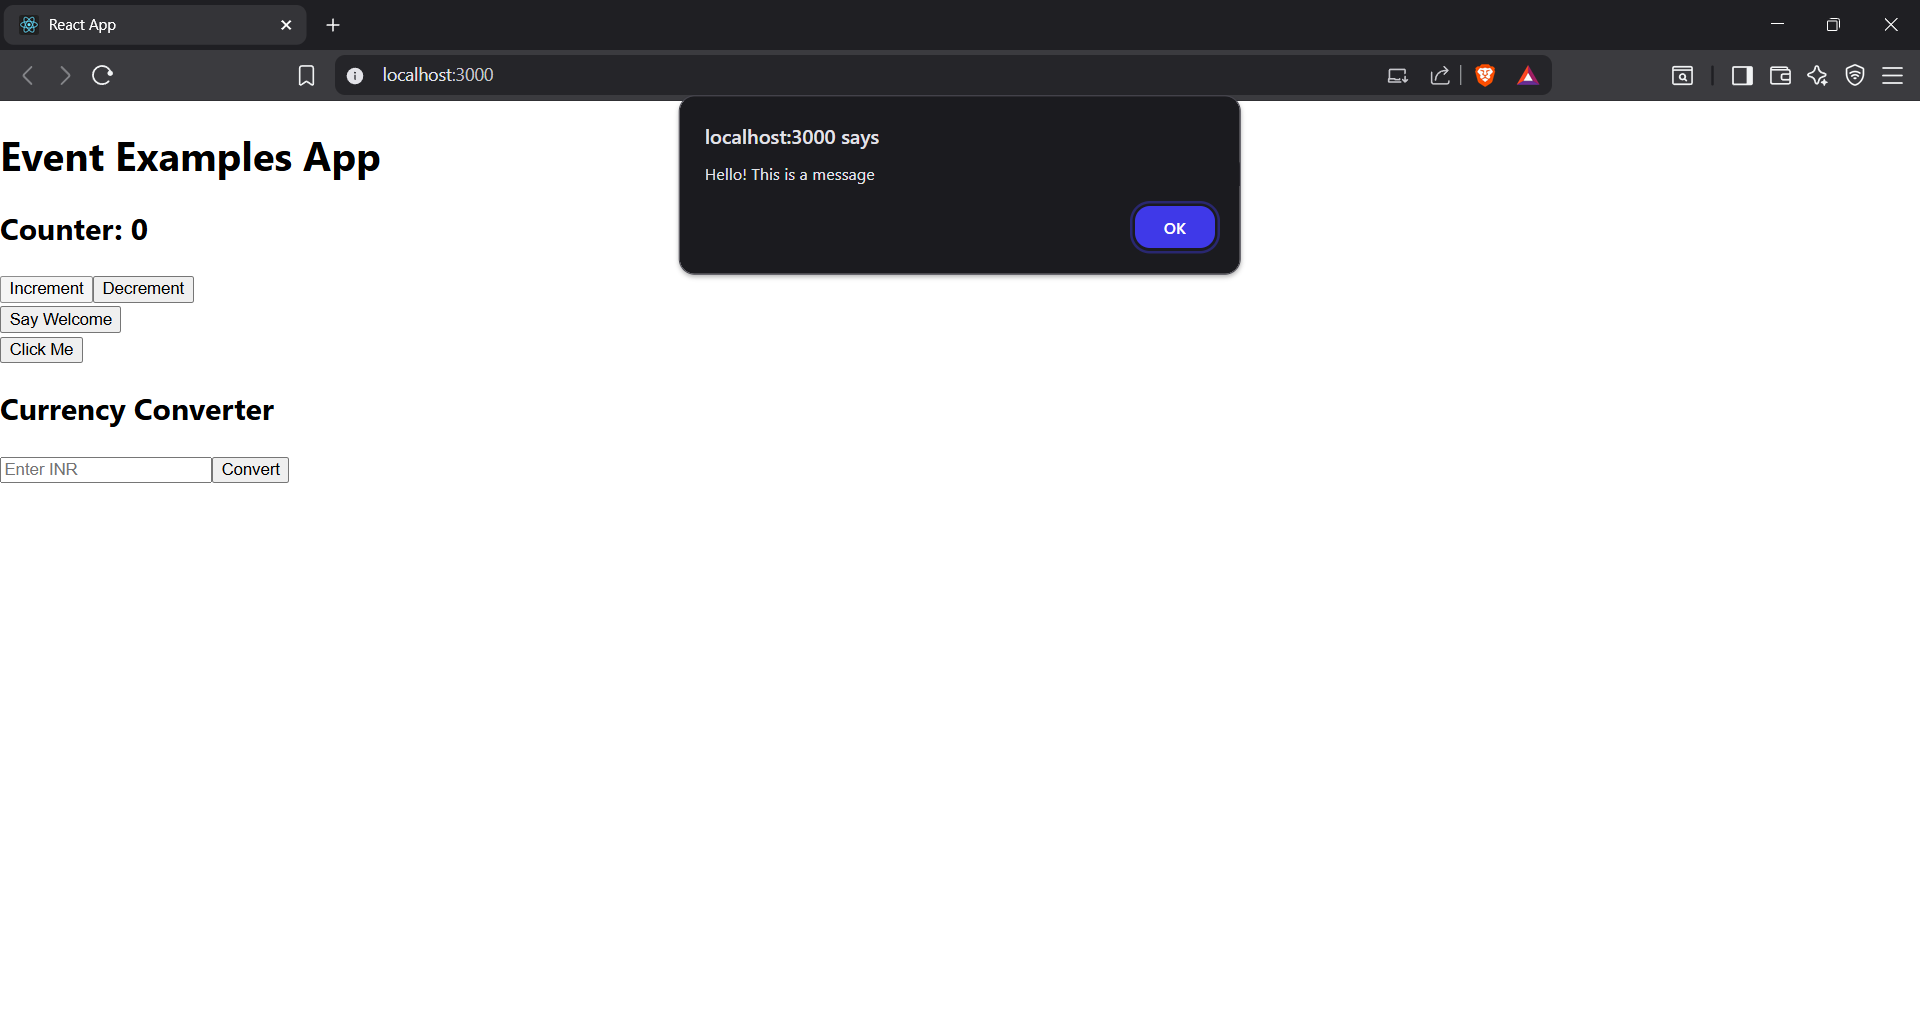 React App
localhost:3000
localhost:3000 says
Hello! This is a message
OK
Event Examples App
Counter: 0
Increment Decrement
Say Welcome
Click Me
Currency Converter
Enter INR Convert